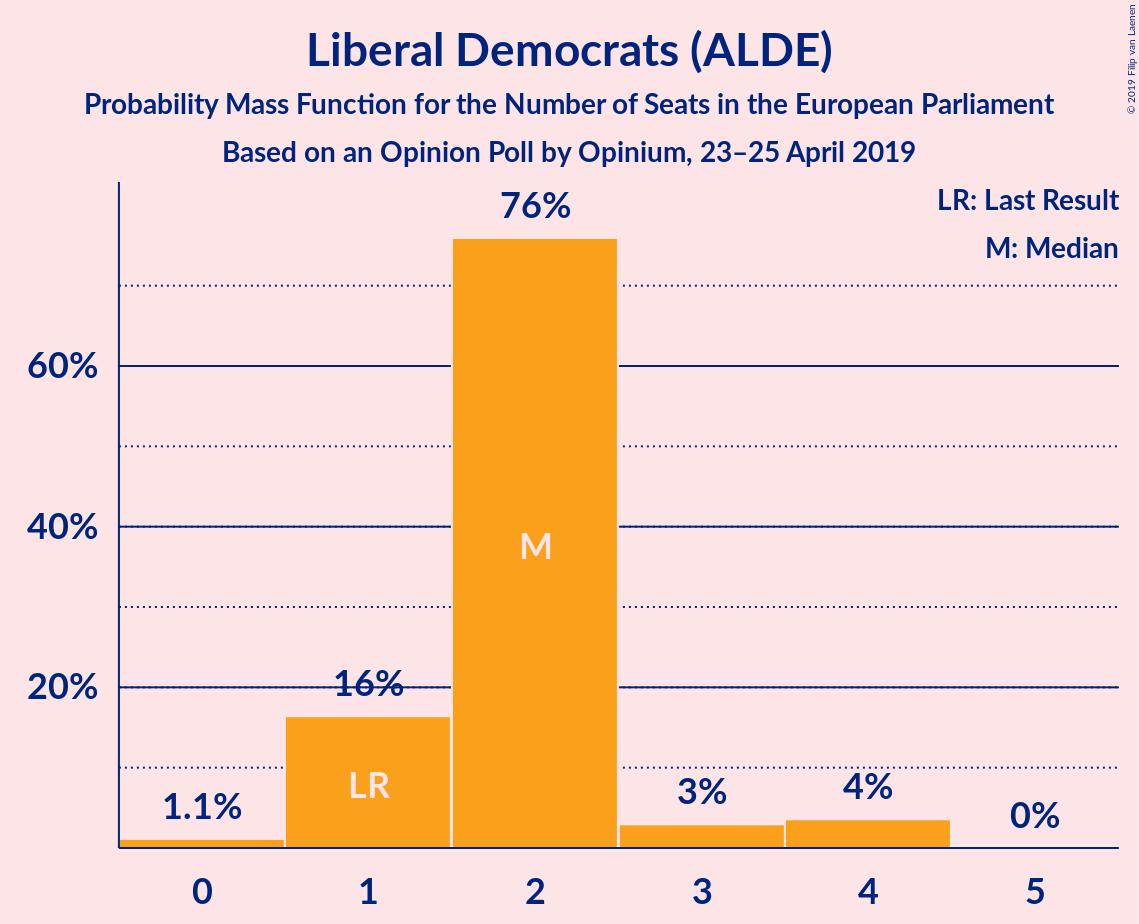 Liberal Democrats (ALDE)
Probability Mass Function for the Number of Seats in the European Parliament
Based on an Opinion Poll by Opinium, 23–25 April 2019
© 2019 Filip van Laenen
LR: Last Result
M: Median
60%
40%
20%
1.1%
16%
76%
3%
4%
0%
LR
M
0 1 2 3 4 5